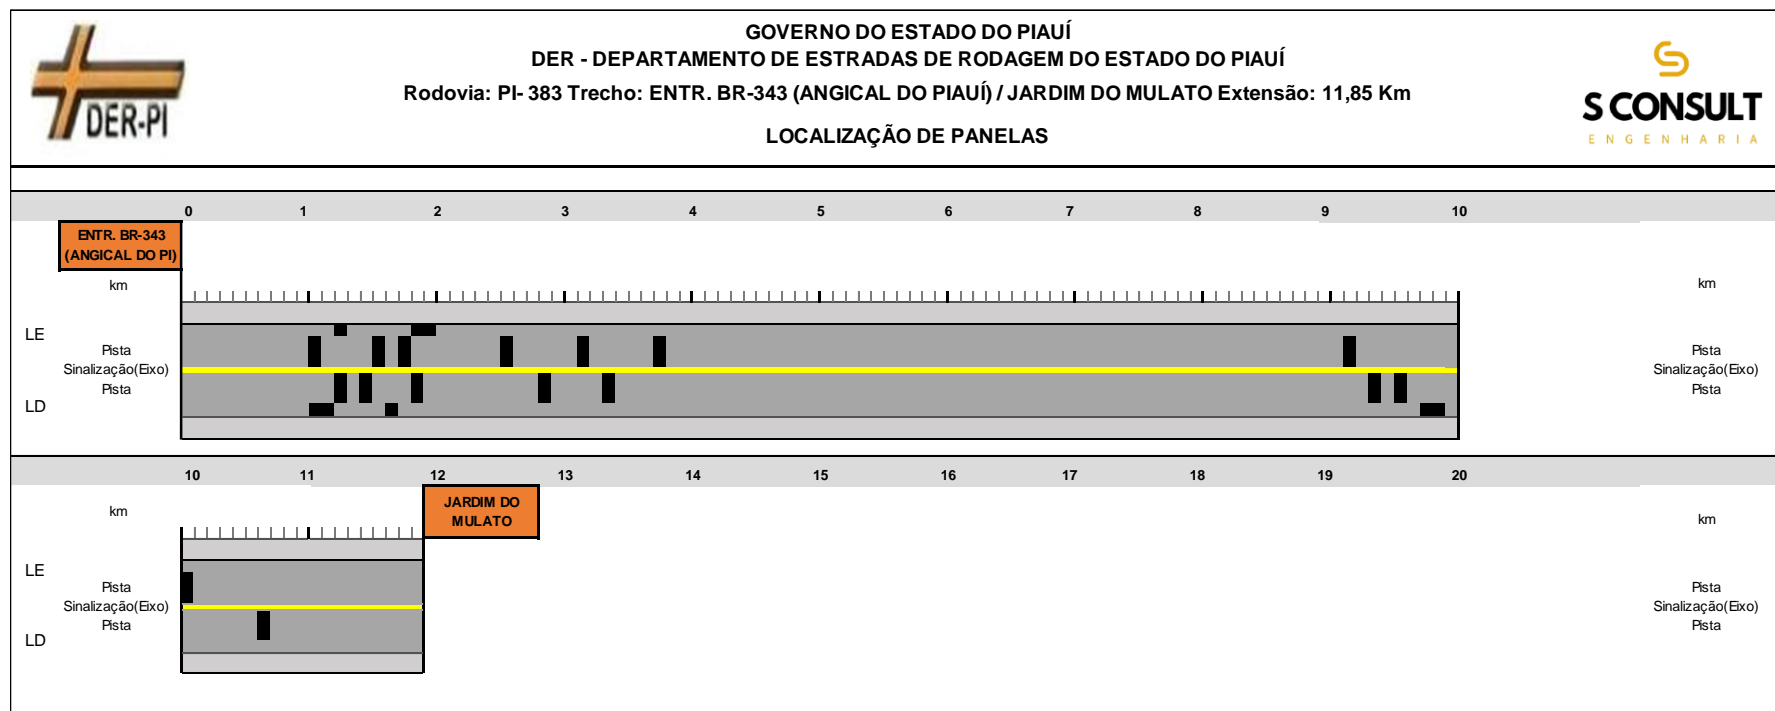 GOVERNO DO ESTADO DO PIAUÍ
DER - DEPARTAMENTO DE ESTRADAS DE RODAGEM DO ESTADO DO PIAUÍ
Rodovia: PI- 383 Trecho: ENTR. BR-343 (ANGICAL DO PIAUÍ) / JARDIM DO MULATO Extensão: 11,85 Km
LOCALIZAÇÃO DE PANELAS
DER-PI
S CONSULT
ENGENHARIA
0 1 2 3 4 5 6 7 8 9 10
ENTR. BR-343
(ANGICAL DO PI)
km km
LE
Pista Pista
Sinalização(Eixo) Sinalização(Eixo)
Pista Pista
LD
10 11 12 13 14 15 16 17 18 19 20
JARDIM DO
MULATO
km km
LE
Pista Pista
Sinalização(Eixo) Sinalização(Eixo)
Pista Pista
LD